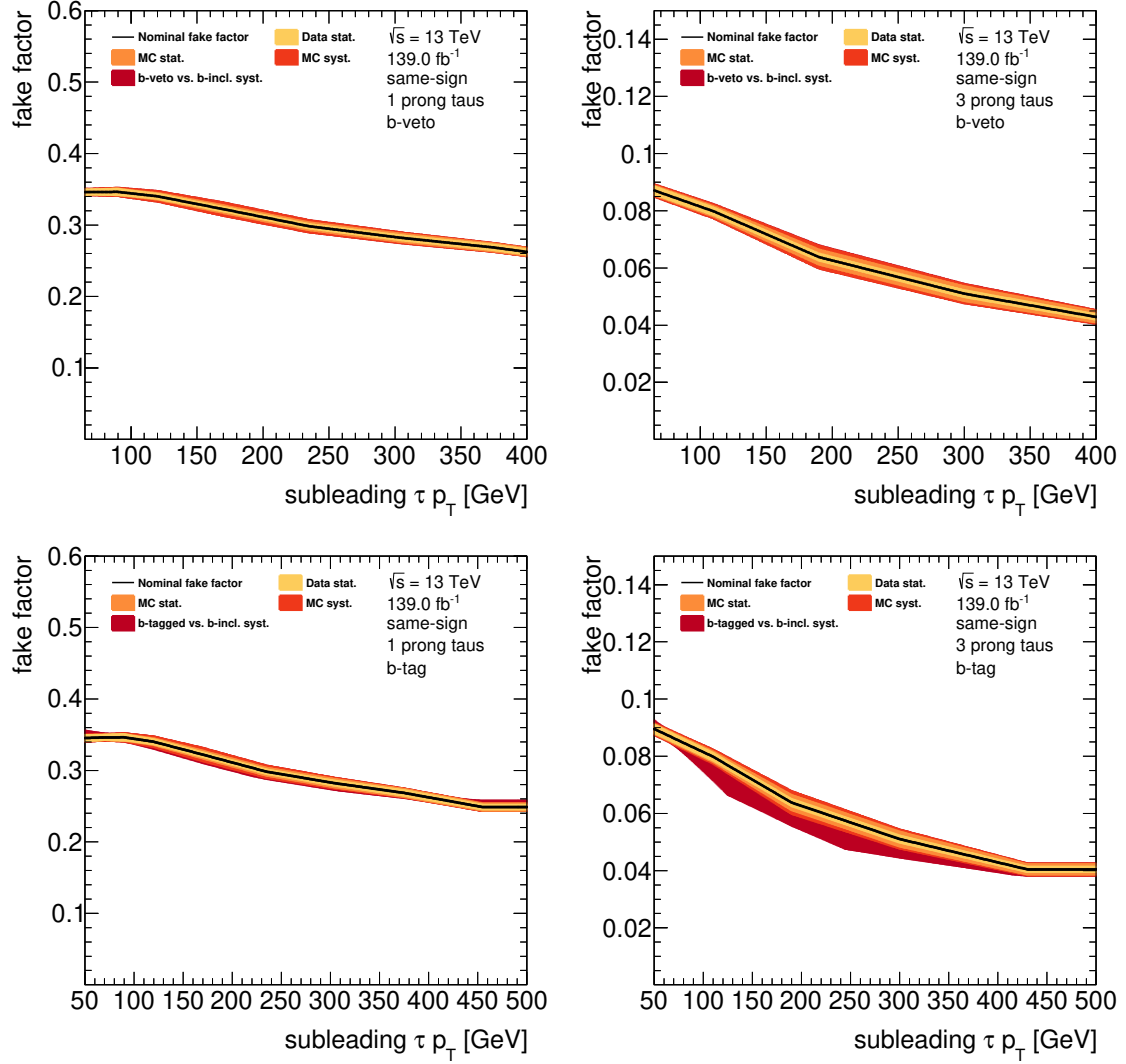 fake factor
0.6
0.5
0.4
0.3
0.2
0.1
Nominal fake factor
Data stat.
MC stat.
MC syst.
b-veto vs. b-incl. syst.
√s = 13 TeV
139.0 fb⁻¹
same-sign
1 prong taus
b-veto
100 150 200 250 300 350 400
subleading τ p_T [GeV]
fake factor
0.14
0.12
0.1
0.08
0.06
0.04
0.02
Nominal fake factor
Data stat.
MC stat.
MC syst.
b-veto vs. b-incl. syst.
√s = 13 TeV
139.0 fb⁻¹
same-sign
3 prong taus
b-veto
100 150 200 250 300 350 400
subleading τ p_T [GeV]
fake factor
0.6
0.5
0.4
0.3
0.2
0.1
Nominal fake factor
Data stat.
MC stat.
MC syst.
b-tagged vs. b-incl. syst.
√s = 13 TeV
139.0 fb⁻¹
same-sign
1 prong taus
b-tag
50 100 150 200 250 300 350 400 450 500
subleading τ p_T [GeV]
fake factor
0.14
0.12
0.1
0.08
0.06
0.04
0.02
Nominal fake factor
Data stat.
MC stat.
MC syst.
b-tagged vs. b-incl. syst.
√s = 13 TeV
139.0 fb⁻¹
same-sign
3 prong taus
b-tag
50 100 150 200 250 300 350 400 450 500
subleading τ p_T [GeV]